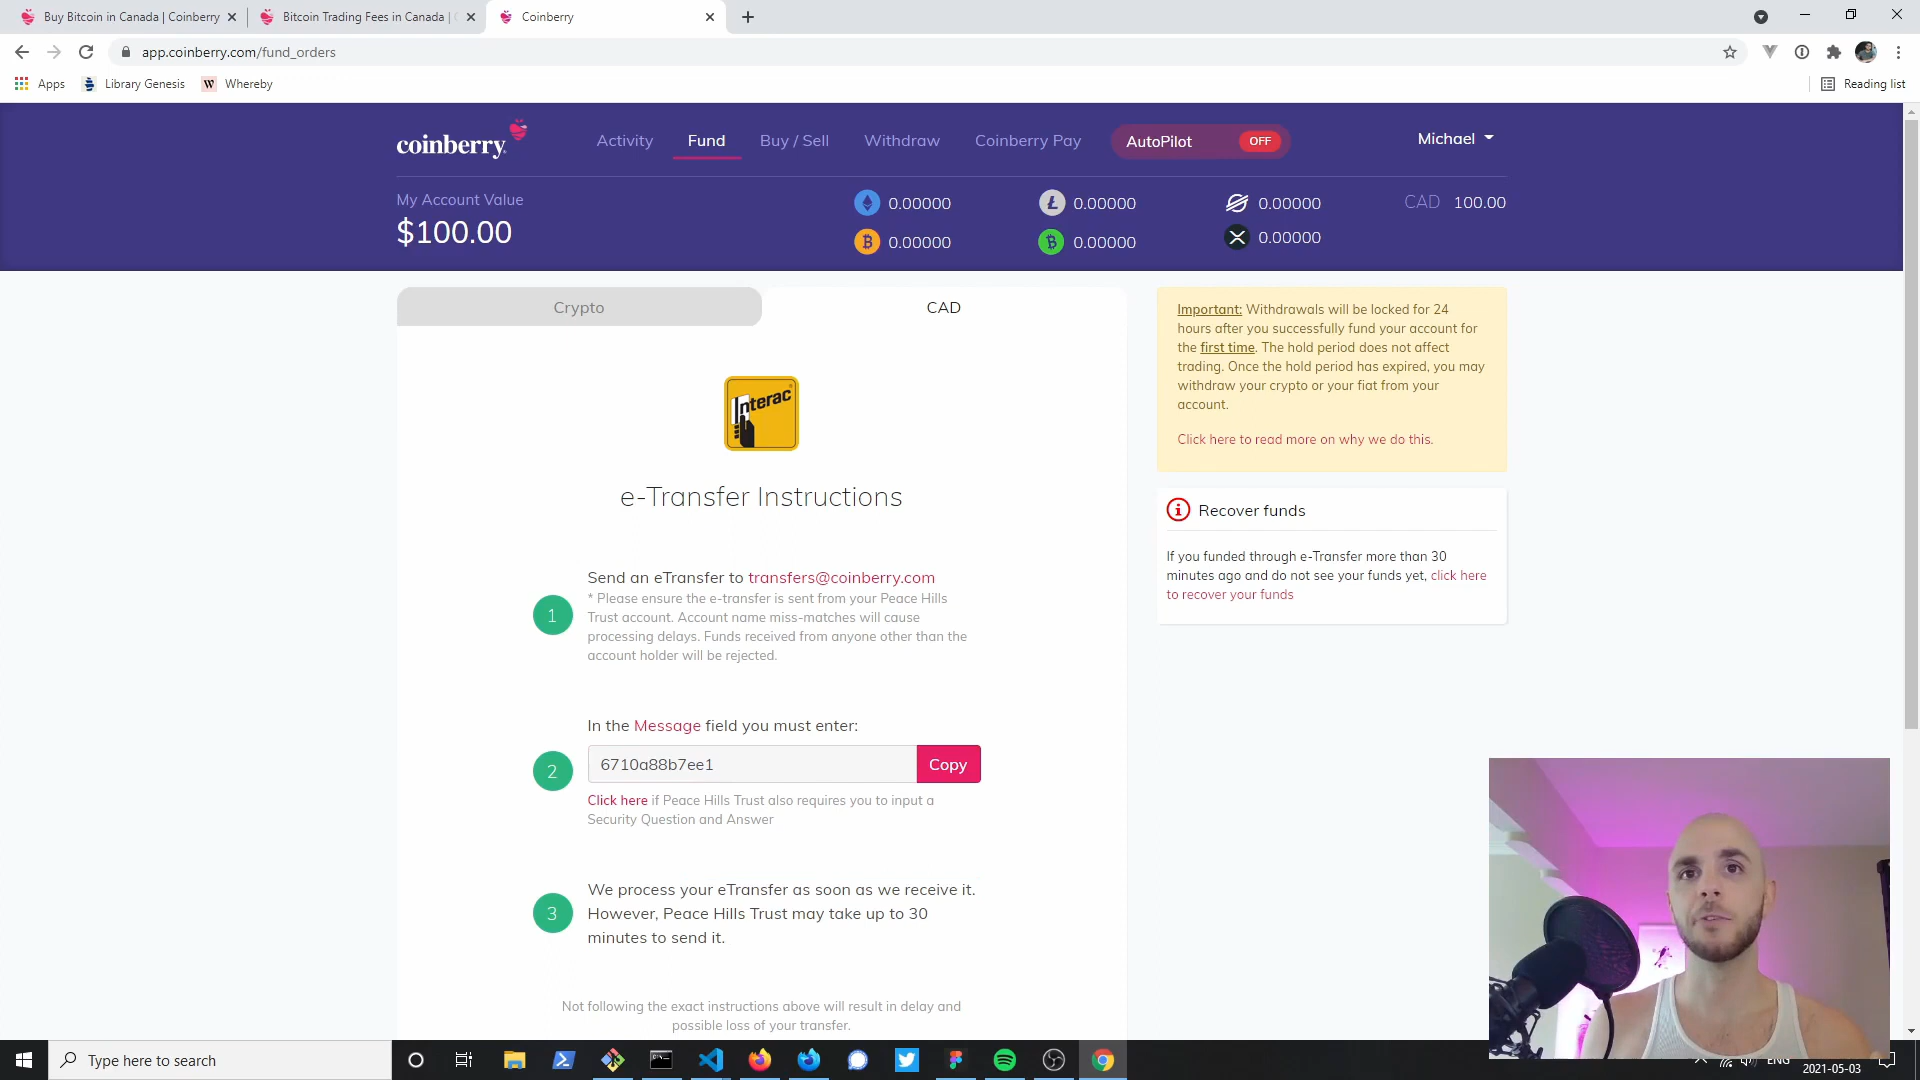 Buy Bitcoin in Canada | Coinberry
Bitcoin Trading Fees in Canada |
Coinberry
app.coinberry.com/fund_orders
Apps
Library Genesis
W
Whereby
Reading list
coinberry
Activity
Fund
Buy / Sell
Withdraw
Coinberry Pay
AutoPilot
OFF
Michael
My Account Value
$100.00
0.00000
0.00000
0.00000
CAD 100.00
0.00000
0.00000
0.00000
Crypto
CAD
Interac
e-Transfer Instructions
1
Send an eTransfer to transfers@coinberry.com
* Please ensure the e-transfer is sent from your Peace Hills
Trust account. Account name miss-matches will cause
processing delays. Funds received from anyone other than the
account holder will be rejected.
2
In the Message field you must enter:
6710a88b7ee1
Copy
Click here if Peace Hills Trust also requires you to input a
Security Question and Answer
3
We process your eTransfer as soon as we receive it.
However, Peace Hills Trust may take up to 30
minutes to send it.
Not following the exact instructions above will result in delay and
possible loss of your transfer.
Important: Withdrawals will be locked for 24
hours after you successfully fund your account for
the first time. The hold period does not affect
trading. Once the hold period has expired, you may
withdraw your crypto or your fiat from your
account.
Click here to read more on why we do this.
Recover funds
If you funded through e-Transfer more than 30
minutes ago and do not see your funds yet, click here
to recover your funds
Type here to search
ENG
2021-05-03